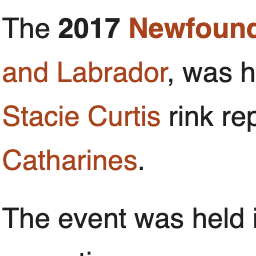 The 2017 Newfound
and Labrador, was h
Stacie Curtis rink rep
Catharines.
The event was held i